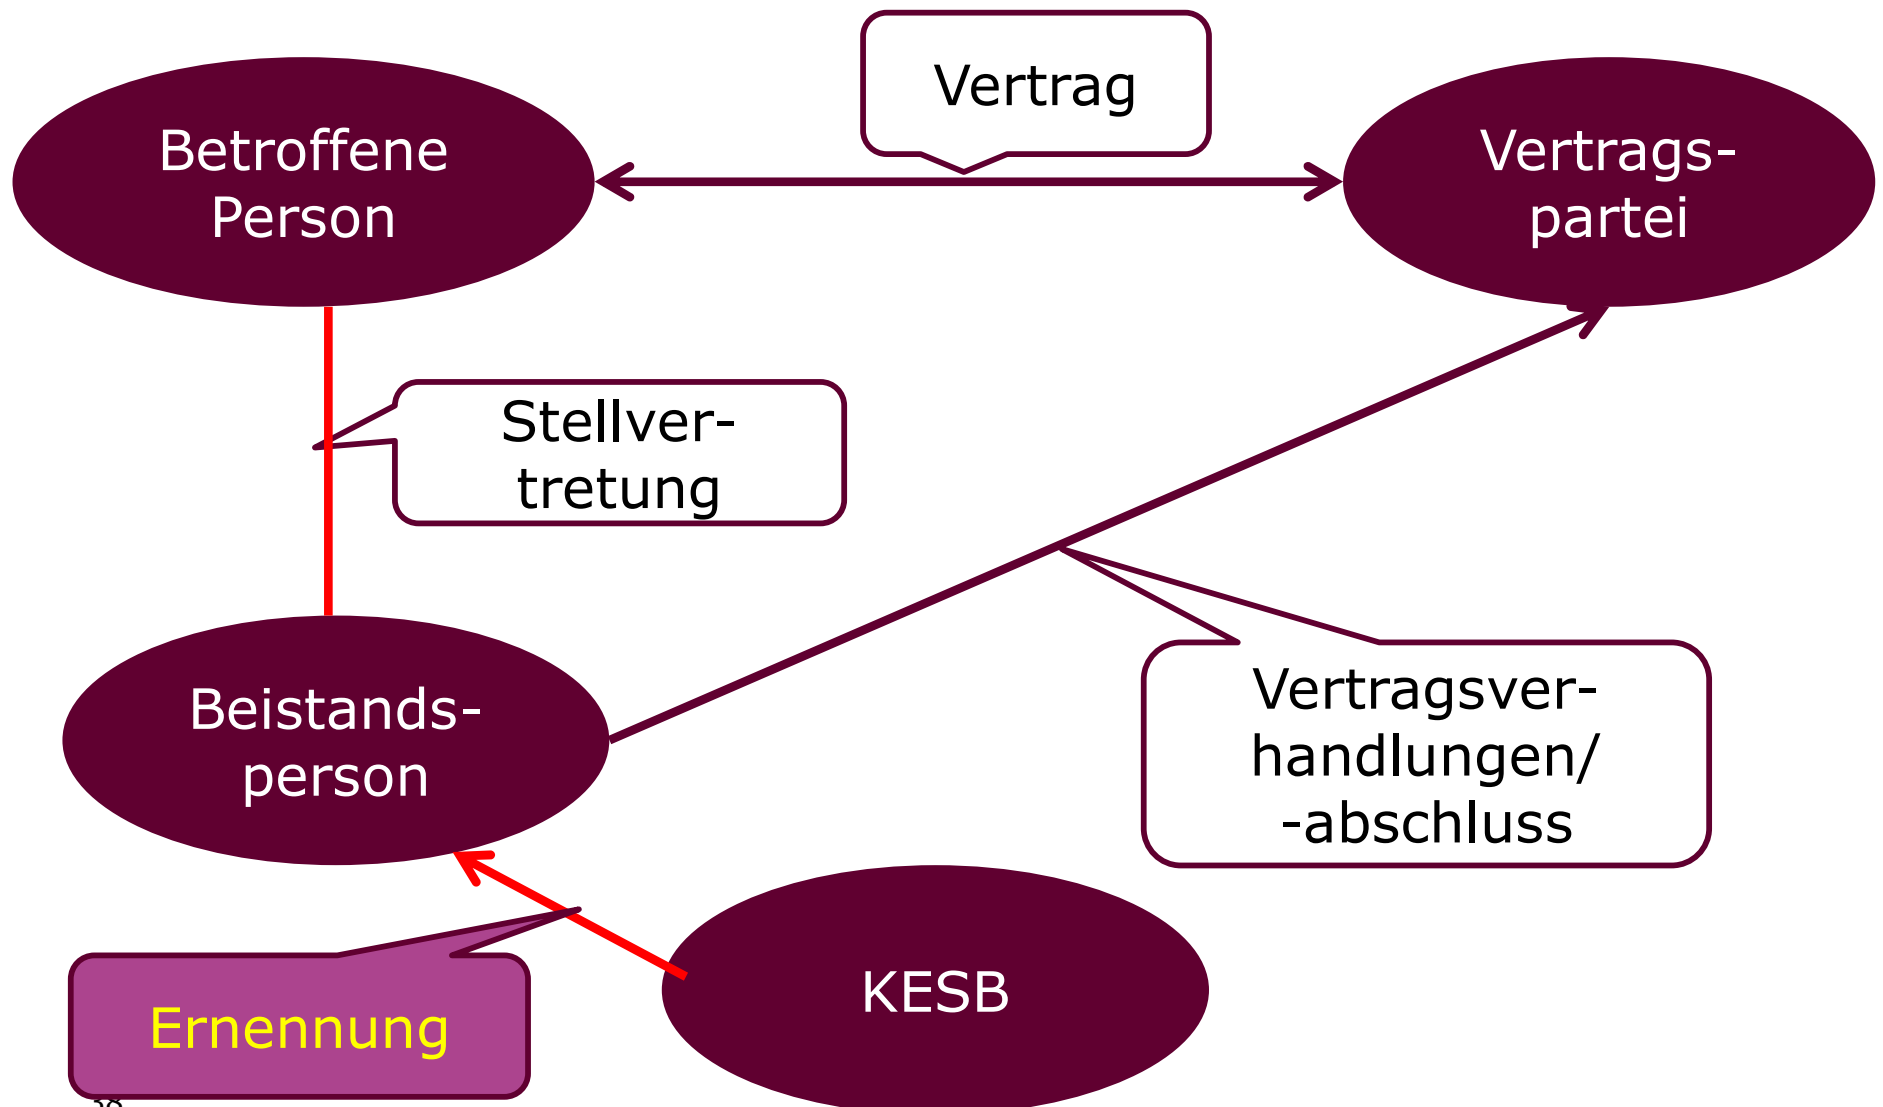 Vertrag
Betroffene
Person
Vertrags-
partei
Stellver-
tretung
Beistands-
person
Vertragsver-
handlungen/
-abschluss
KESB
Ernennung